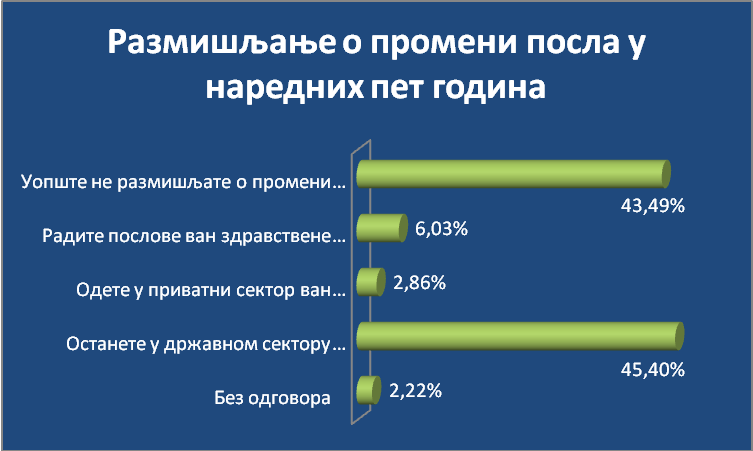 Размишљање о промени посла у
наредних пет година
Уопште не размишљате о промени...
43,49%
Радите послове ван здравствене...
6,03%
Одете у приватни сектор ван...
2,86%
Останете у државном сектору...
45,40%
Без одговора
2,22%